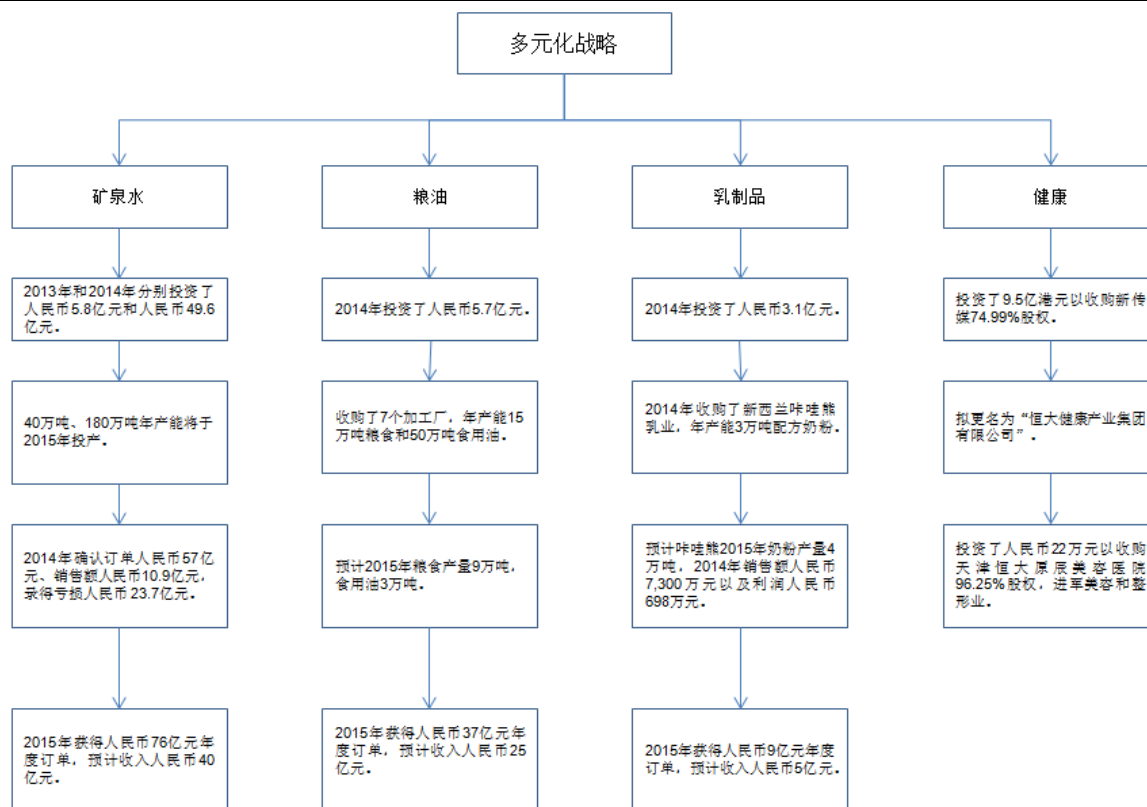 多元化战略
矿泉水
粮油
乳制品
健康
2013年和2014年分别投资了
人民币5.8亿元和人民币49.6
亿元。
2014年投资了人民币5.7亿元。
2014年投资了人民币3.1亿元。
投资了9.5亿港元以收购新传
媒74.99%股权。
40万吨、180万吨年产能将于
2015年投产。
收购了7个加工厂，年产能15
万吨粮食和50万吨食用油。
2014年收购了新西兰咔哇熊
乳业，年产能3万吨配方奶粉。
拟更名为“恒大健康产业集团
有限公司”。
2014年确认订单人民币57亿
元、销售额人民币10.9亿元，
录得亏损人民币23.7亿元。
预计2015年粮食产量9万吨，
食用油3万吨。
预计咔哇熊2015年奶粉产量4
万吨，2014年销售额人民币
7,300万元以及利润人民币
698万元。
投资了人民币22万元以收购
天津恒大原辰美容医院
96.25%股权，进军美容和整
形业。
2015年获得人民币76亿元年
度订单，预计收入人民币40
亿元。
2015年获得人民币37亿元年
度订单，预计收入人民币25
亿元。
2015年获得人民币9亿元年度
订单，预计收入人民币5亿元。